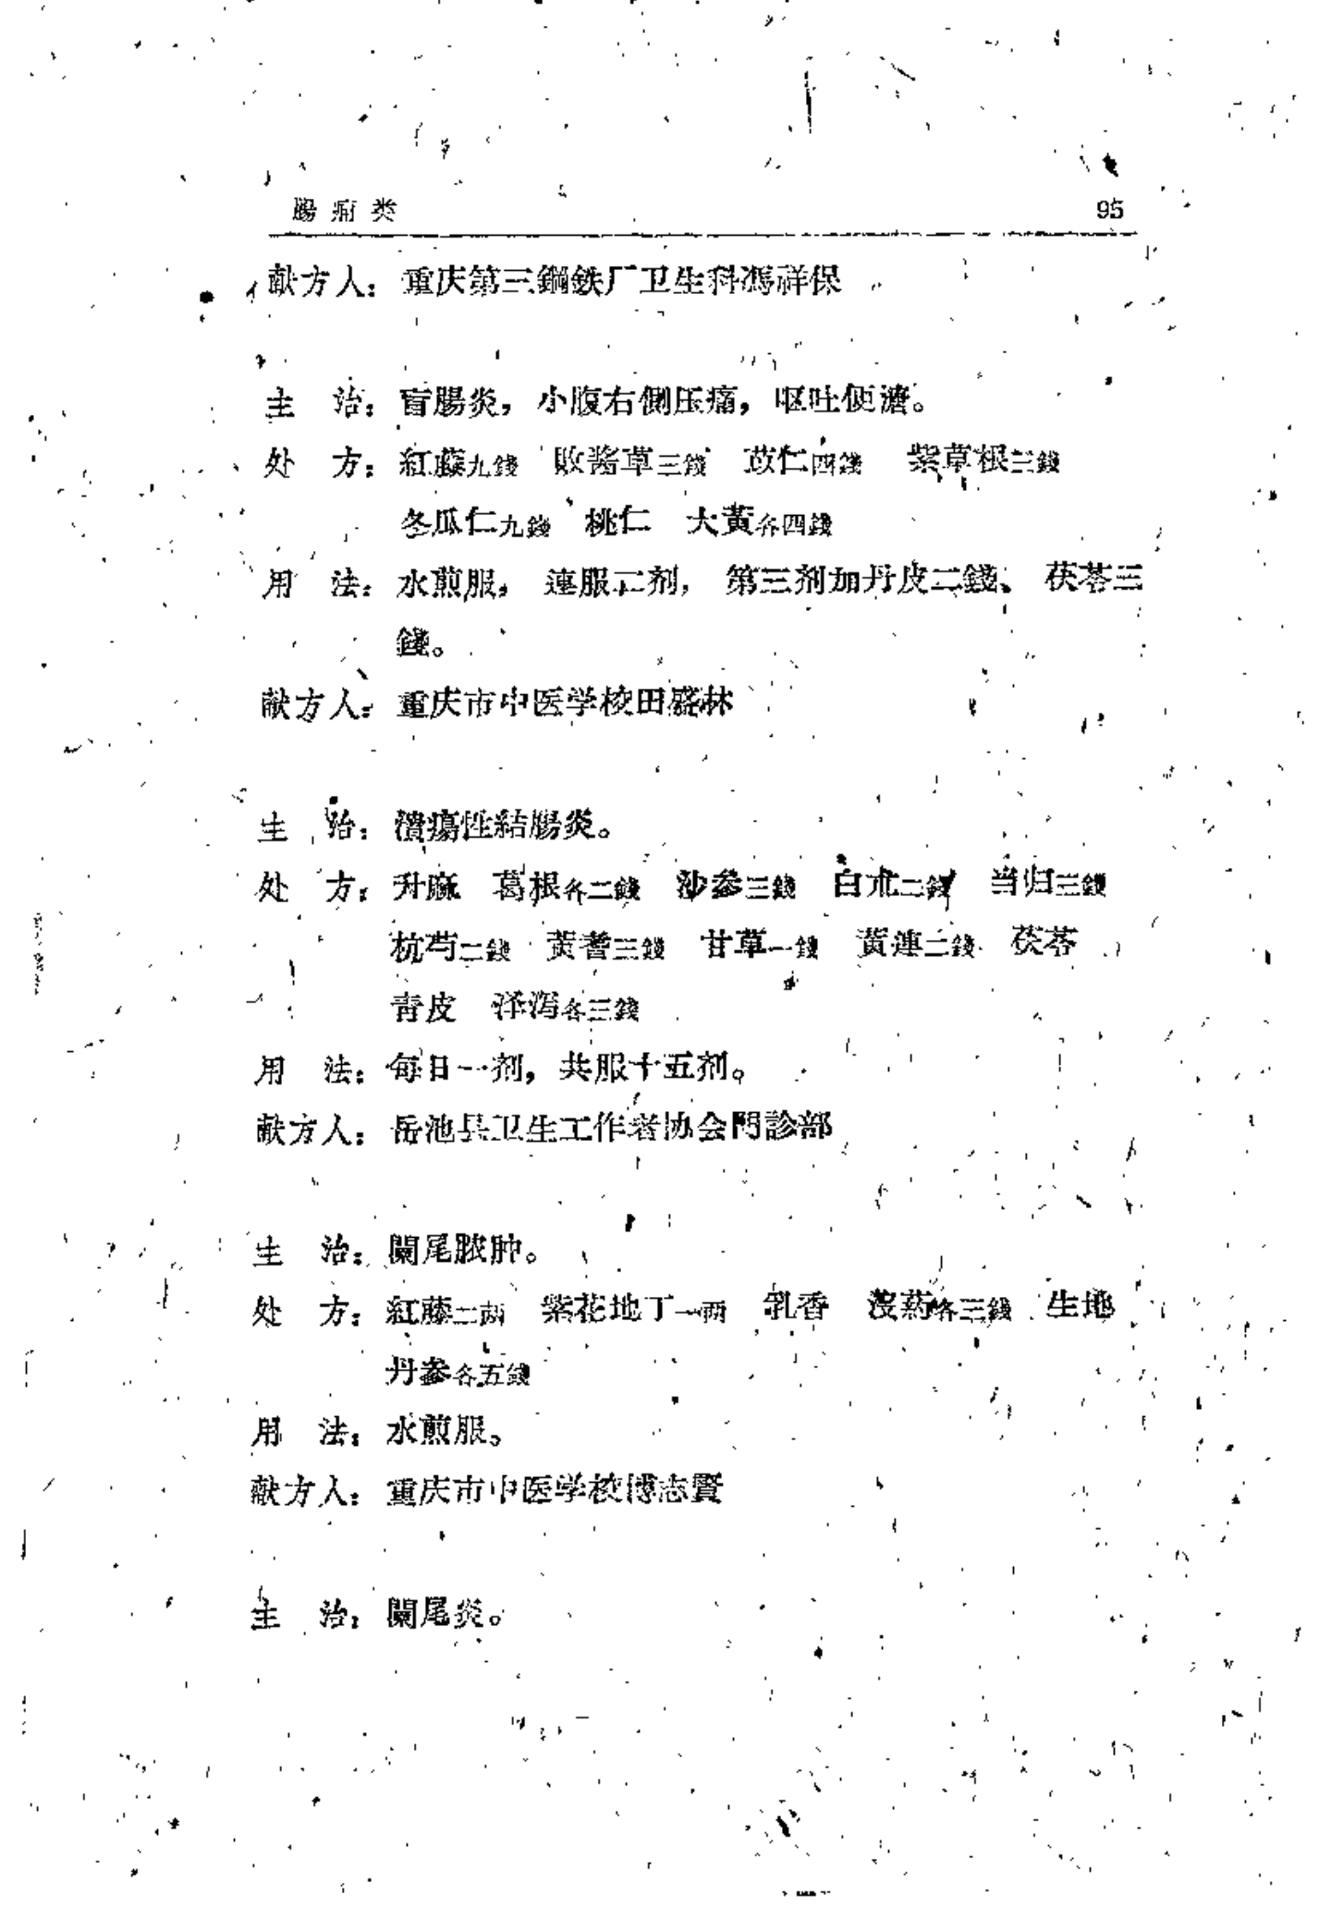 腸痈类 95
献方人：重庆第三鋼鉄厂卫生科馮祥保
主 治：盲腸炎，小腹右側压痛，呕吐便溏。
处 方：紅藤九錢 敗醬草三錢 苡仁四錢 紫草根三錢
冬瓜仁九錢 桃仁 大黃各四錢
用 法：水煎服，連服二剂，第三剂加丹皮二錢、茯苓三
錢。
献方人：重庆市中医学校田盛林
主 治：潰瘍性結腸炎。
处 方：升麻 葛根各二錢 沙参三錢 白朮二錢 当归三錢
杭芍二錢 黃耆三錢 甘草一錢 黃連二錢 茯苓
青皮 泽泻各三錢
用 法：每日一剂，共服十五剂。
献方人：岳池县卫生工作者协会門診部
主 治：闌尾脓肿。
处 方：紅藤二两 紫花地丁一两 乳香 没葯各三錢 生地
丹参各五錢
用 法：水煎服。
献方人：重庆市中医学校傅志賢
主 治：闌尾炎。